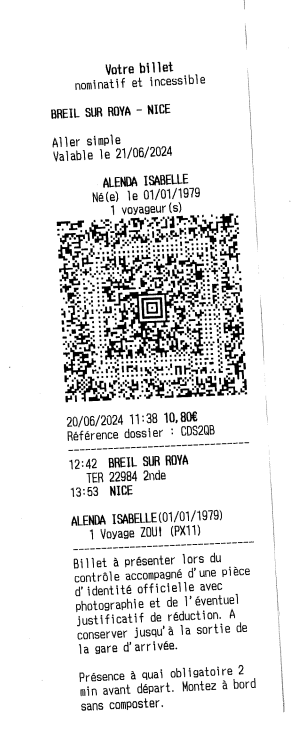 Votre billet
nominatif et incessible
BREIL SUR ROYA - NICE
Aller simple
Valable le 21/06/2024
ALENDA ISABELLE
Né(e) le 01/01/1979
1 voyageur(s)
20/06/2024 11:38 10,80€
Référence dossier : CDS2QB
12:42 BREIL SUR ROYA
TER 22984 2nde
13:53 NICE
ALENDA ISABELLE(01/01/1979)
1 Voyage ZOU! (PX11)
Billet à présenter lors du
contrôle accompagné d'une pièce
d'identité officielle avec
photographie et de l'éventuel
justificatif de réduction. A
conserver jusqu'à la sortie de
la gare d'arrivée.
Présence à quai obligatoire 2
min avant départ. Montez à bord
sans composter.